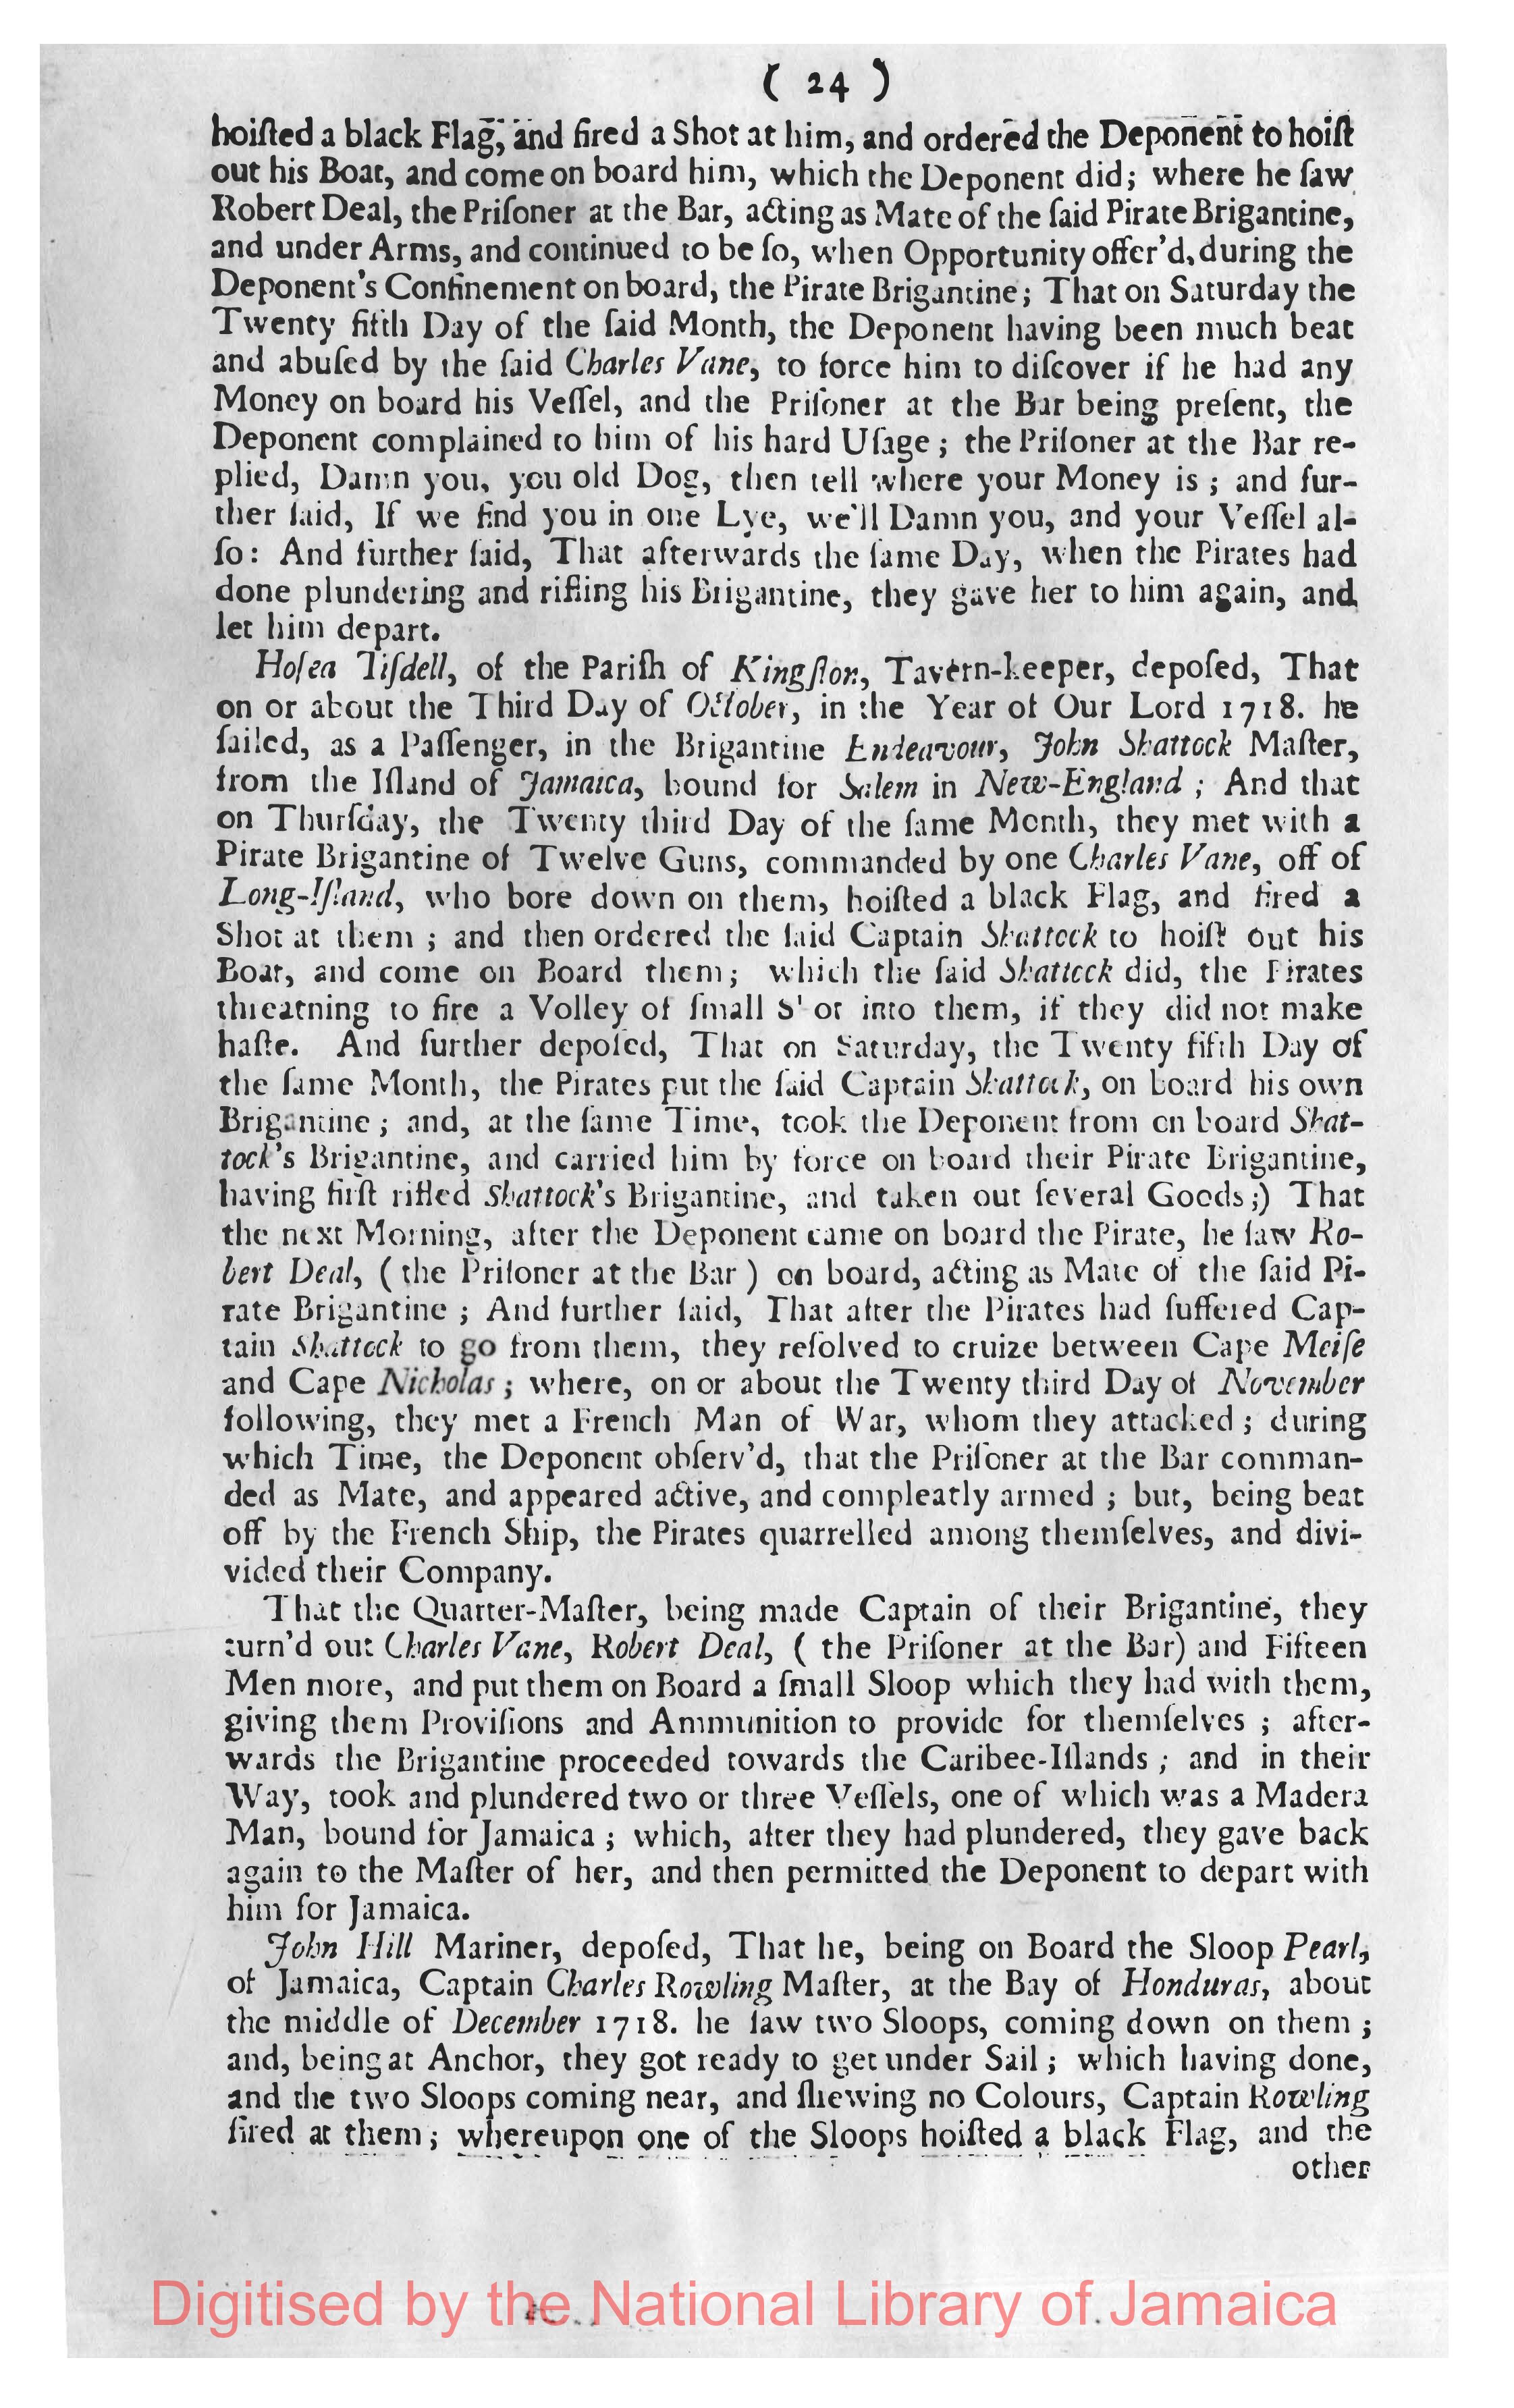 ( 24 )
hoiſted a black Flag, and fired a Shot at him, and ordered the Deponent to hoiſt
out his Boat, and come on board him, which the Deponent did; where he ſaw
Robert Deal, the Priſoner at the Bar, acting as Mate of the ſaid Pirate Brigantine,
and under Arms, and continued to be ſo, when Opportunity offer'd, during the
Deponent's Confinement on board, the Pirate Brigantine; That on Saturday the
Twenty fifth Day of the ſaid Month, the Deponent having been much beat
and abuſed by the ſaid Charles Vane, to force him to diſcover if he had any
Money on board his Veſſel, and the Priſoner at the Bar being preſent, the
Deponent complained to him of his hard Uſage; the Priſoner at the Bar re-
plied, Damn you, you old Dog, then tell where your Money is; and fur-
ther ſaid, If we find you in one Lye, we'll Damn you, and your Veſſel al-
ſo: And further ſaid, That afterwards the ſame Day, when the Pirates had
done plundering and rifling his Brigantine, they gave her to him again, and
let him depart.
Hoſea Tiſdell, of the Pariſh of Kingſton, Tavern-keeper, depoſed, That
on or about the Third Day of October, in the Year of Our Lord 1718. he
ſailed, as a Paſſenger, in the Brigantine Endeavour, John Shattock Maſter,
from the Iſland of Jamaica, bound for Salem in New-England; And that
on Thurſday, the Twenty third Day of the ſame Month, they met with a
Pirate Brigantine of Twelve Guns, commanded by one Charles Vane, off of
Long-Iſland, who bore down on them, hoiſted a black Flag, and fired a
Shot at them; and then ordered the ſaid Captain Shattock to hoiſt out his
Boat, and come on Board them; which the ſaid Shattock did, the Pirates
threatning to fire a Volley of ſmall Shot into them, if they did not make
haſte. And further depoſed, That on Saturday, the Twenty fifth Day of
the ſame Month, the Pirates put the ſaid Captain Shattock, on board his own
Brigantine; and, at the ſame Time, took the Deponent from on board Shat-
tock's Brigantine, and carried him by force on board their Pirate Brigantine,
having firſt rifled Shattock's Brigantine, and taken out ſeveral Goods;) That
the next Morning, after the Deponent came on board the Pirate, he ſaw Ro-
bert Deal, ( the Priſoner at the Bar ) on board, acting as Mate of the ſaid Pi-
rate Brigantine; And further ſaid, That after the Pirates had ſuffered Cap-
tain Shattock to go from them, they reſolved to cruize between Cape Meiſe
and Cape Nicholas; where, on or about the Twenty third Day of November
following, they met a French Man of War, whom they attacked; during
which Time, the Deponent obſerv'd, that the Priſoner at the Bar comman-
ded as Mate, and appeared active, and compleatly armed; but, being beat
off by the French Ship, the Pirates quarrelled among themſelves, and divi-
vided their Company.
That the Quarter-Maſter, being made Captain of their Brigantine, they
turn'd out Charles Vane, Robert Deal, ( the Priſoner at the Bar) and Fifteen
Men more, and put them on Board a ſmall Sloop which they had with them,
giving them Proviſions and Ammunition to provide for themſelves; after-
wards the Brigantine proceeded towards the Caribee-Iſlands; and in their
Way, took and plundered two or three Veſſels, one of which was a Madera
Man, bound for Jamaica; which, after they had plundered, they gave back
again to the Maſter of her, and then permitted the Deponent to depart with
him for Jamaica.
John Hill Mariner, depoſed, That he, being on Board the Sloop Pearl,
of Jamaica, Captain Charles Rowling Maſter, at the Bay of Honduras, about
the middle of December 1718. he ſaw two Sloops, coming down on them;
and, being at Anchor, they got ready to get under Sail; which having done,
and the two Sloops coming near, and ſhewing no Colours, Captain Rowling
fired at them; whereupon one of the Sloops hoiſted a black Flag, and the
other
Digitised by the National Library of Jamaica